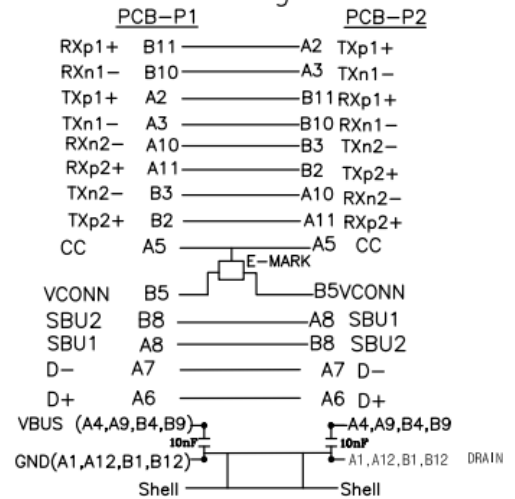 PCB-P1 PCB-P2
RXp1+ B11 A2 TXp1+
RXn1- B10 A3 TXn1-
TXp1+ A2 B11 RXp1+
TXn1- A3 B10 RXn1-
RXn2- A10 B3 TXn2-
RXp2+ A11 B2 TXp2+
TXn2- B3 A10 RXn2-
TXp2+ B2 A11 RXp2+
CC A5 A5 CC
E-MARK
VCONN B5 B5 VCONN
SBU2 B8 A8 SBU1
SBU1 A8 B8 SBU2
D- A7 A7 D-
D+ A6 A6 D+
VBUS (A4,A9,B4,B9) A4,A9,B4,B9
10nF 10nF
GND(A1,A12,B1,B12) A1,A12,B1,B12 DRAIN
Shell Shell